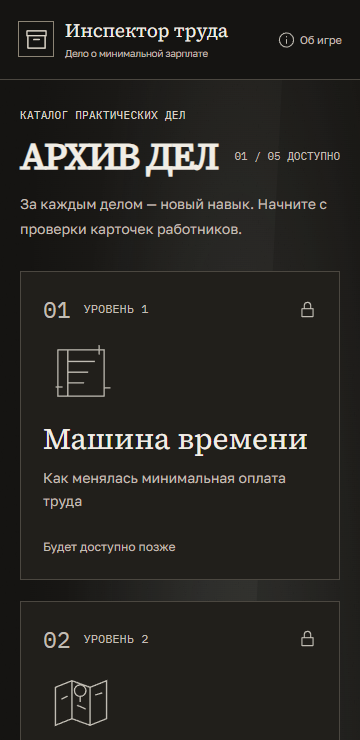 Инспектор труда
Дело о минимальной зарплате
Об игре
КАТАЛОГ ПРАКТИЧЕСКИХ ДЕЛ
АРХИВ ДЕЛ
01 / 05 ДОСТУПНО
За каждым делом — новый навык. Начните с
проверки карточек работников.
01 УРОВЕНЬ 1
Машина времени
Как менялась минимальная оплата
труда
Будет доступно позже
02 УРОВЕНЬ 2